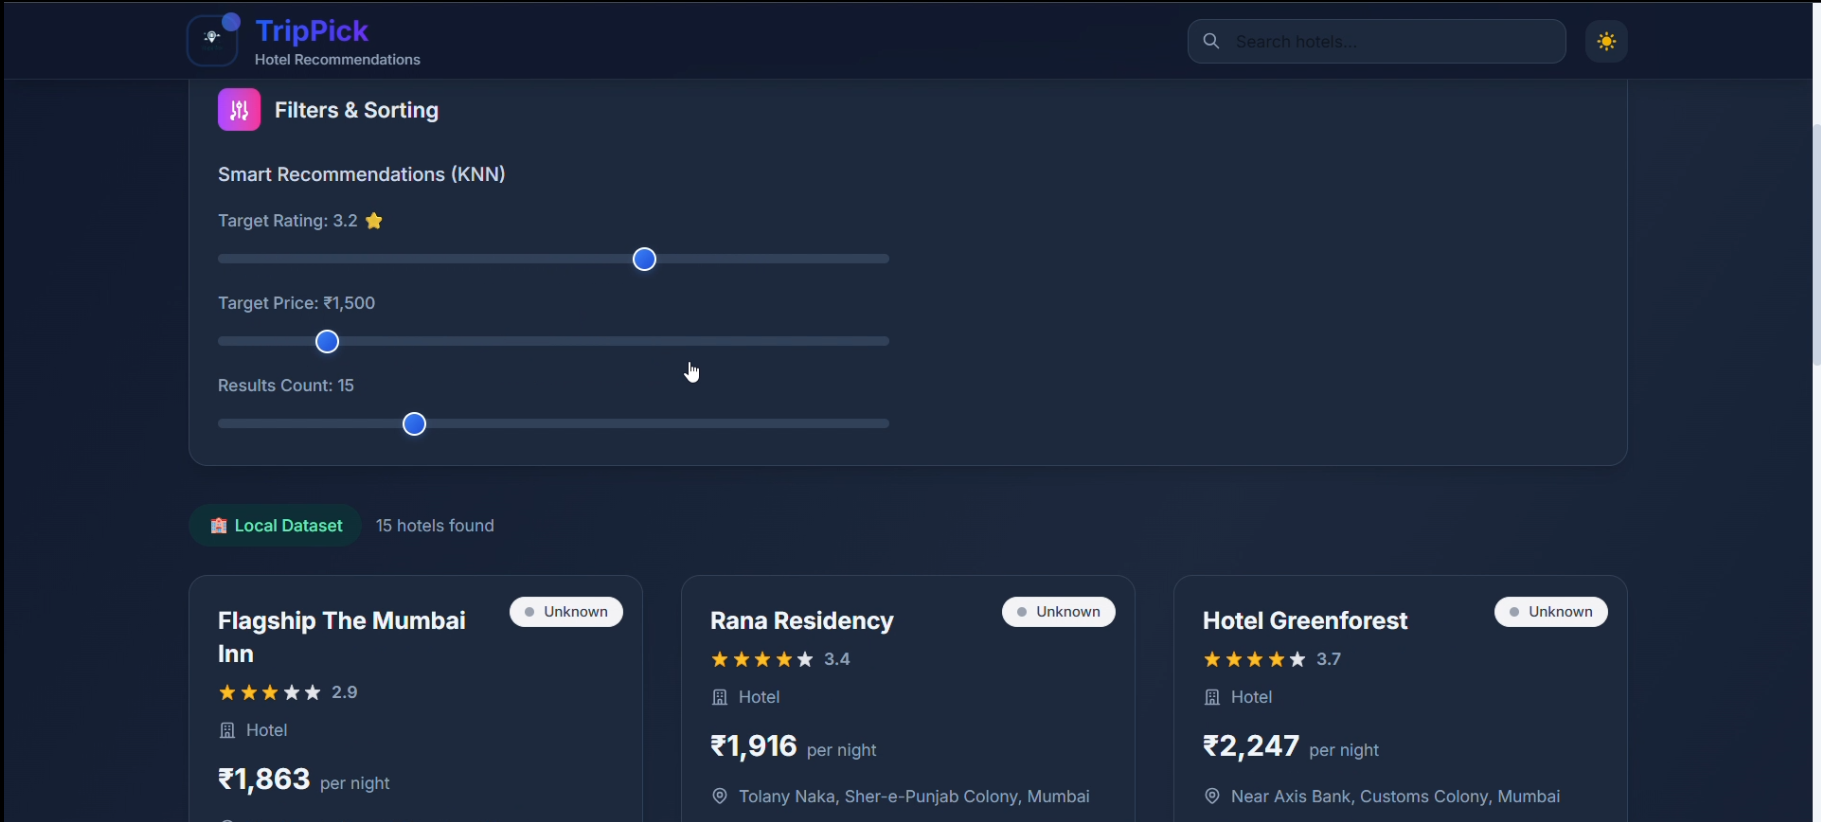 TripPick
Hotel Recommendations
Search hotels...
Filters & Sorting
Smart Recommendations (KNN)
Target Rating: 3.2 ⭐
Target Price: ₹1,500
Results Count: 15
🏨 Local Dataset
15 hotels found
Flagship The Mumbai
Inn
Unknown
2.9
Hotel
₹1,863 per night
Rana Residency
Unknown
3.4
Hotel
₹1,916 per night
Tolany Naka, Sher-e-Punjab Colony, Mumbai
Hotel Greenforest
Unknown
3.7
Hotel
₹2,247 per night
Near Axis Bank, Customs Colony, Mumbai